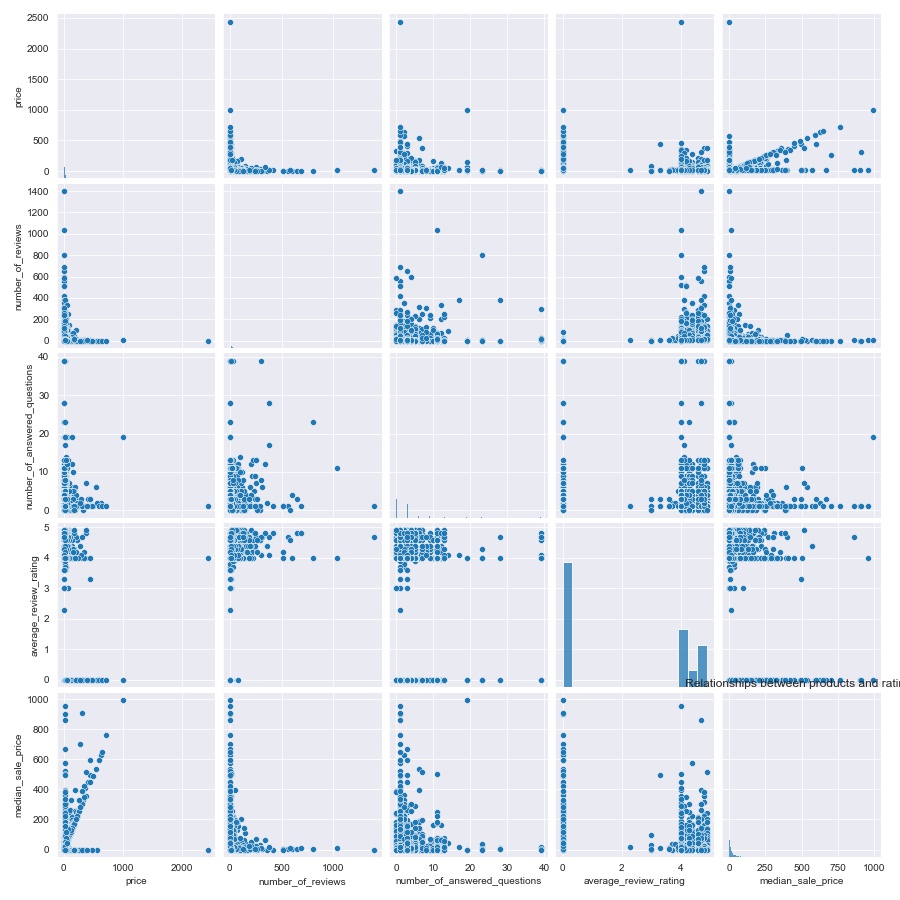 2500
2000
1500
1000
500
0
price
1400
1200
1000
800
600
400
200
0
number_of_reviews
40
30
20
10
0
number_of_answered_questions
5
4
3
2
1
0
average_review_rating
Relationships between products and ratin
1000
800
600
400
200
0
median_sale_price
0 1000 2000
0 500 1000
0 10 20 30 40
0 2 4
0 250 500 750 1000
price
number_of_reviews
number_of_answered_questions
average_review_rating
median_sale_price